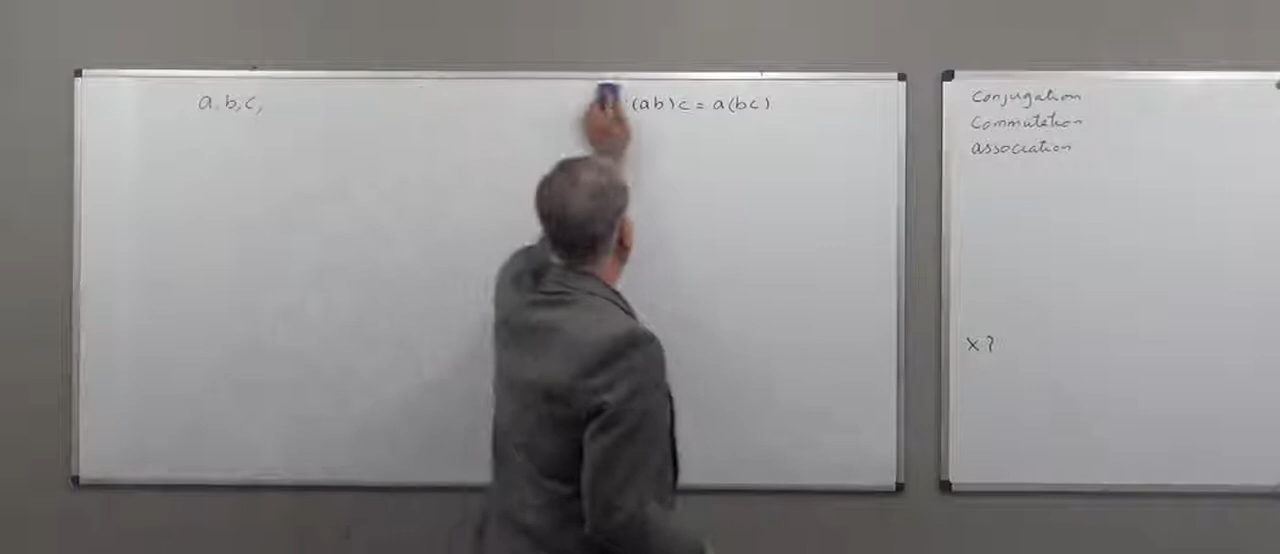 a, b, c,
(ab)c = a(bc)
Conjugation
Commutation
association
x?